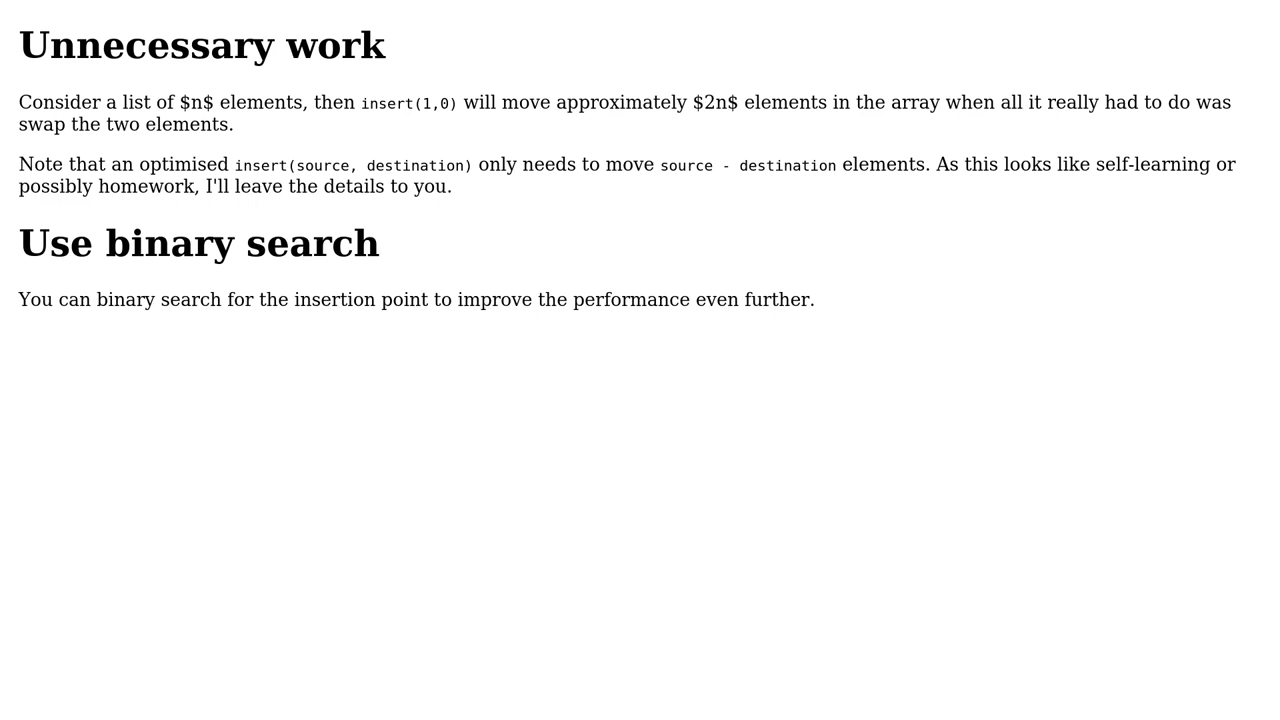 Unnecessary work
Consider a list of $n$ elements, then insert(1,0) will move approximately $2n$ elements in the array when all it really had to do was
swap the two elements.
Note that an optimised insert(source, destination) only needs to move source - destination elements. As this looks like self-learning or
possibly homework, I'll leave the details to you.
Use binary search
You can binary search for the insertion point to improve the performance even further.